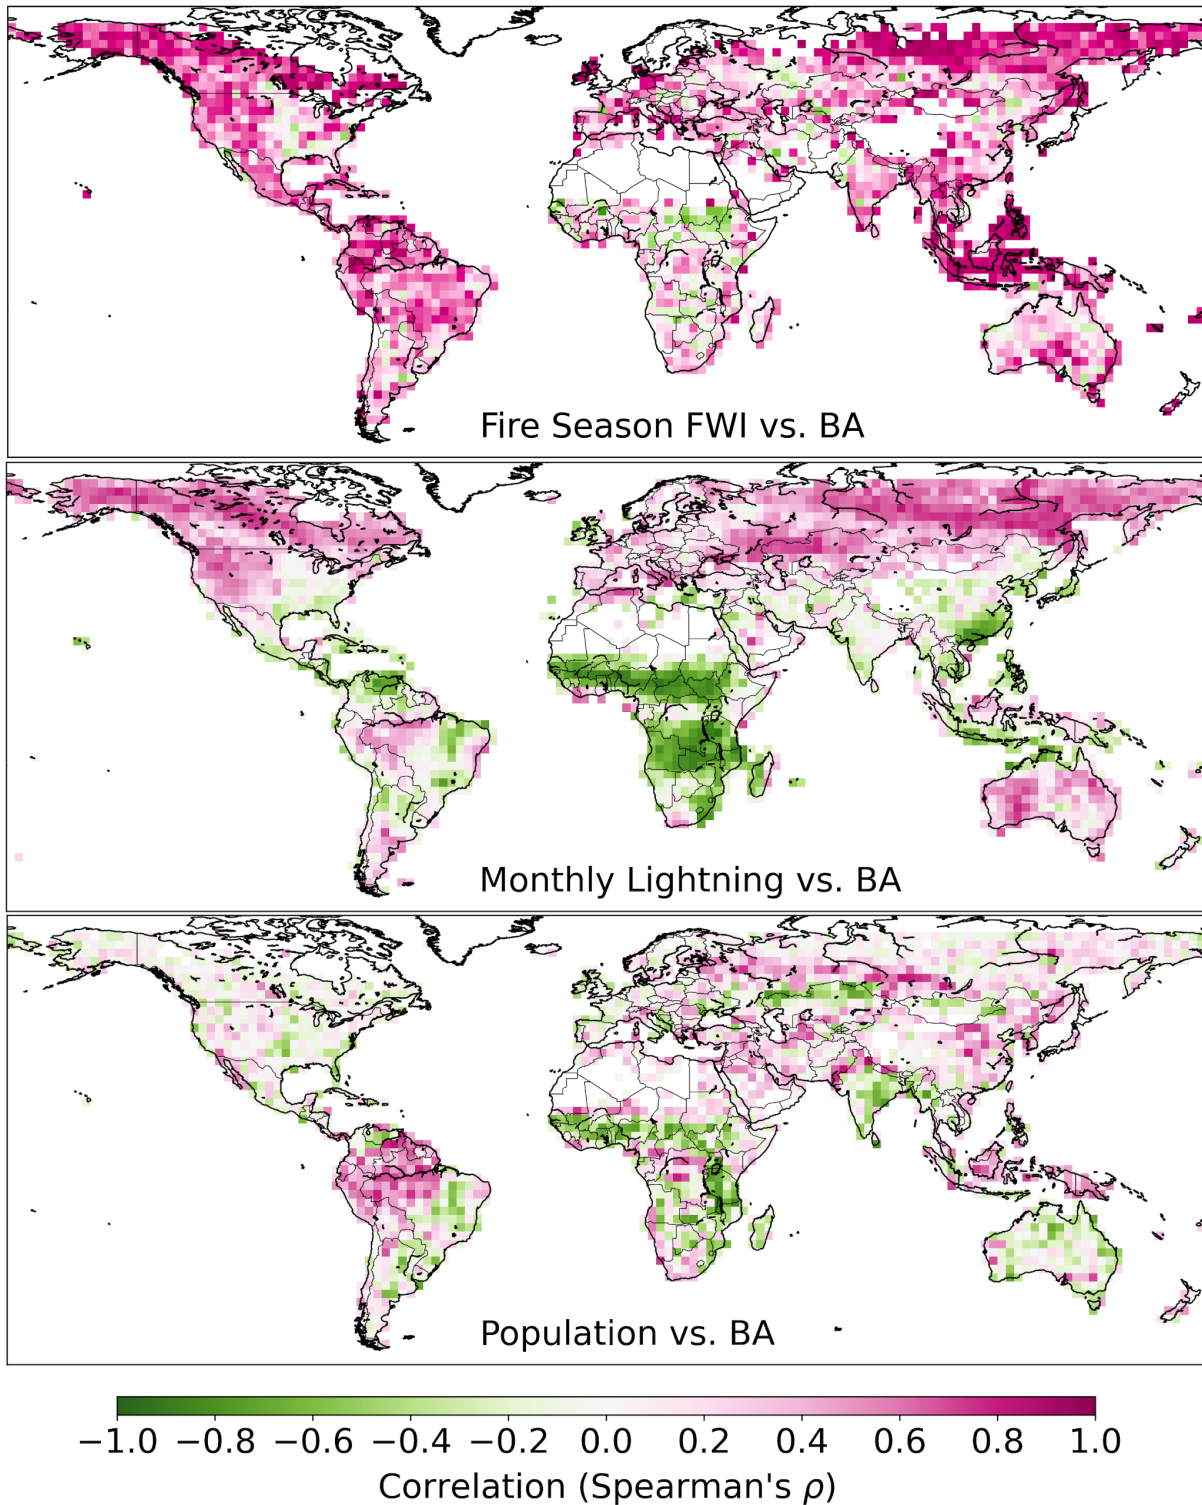 Fire Season FWI vs. BA
Monthly Lightning vs. BA
Population vs. BA
−1.0 −0.8 −0.6 −0.4 −0.2 0.0 0.2 0.4 0.6 0.8 1.0
Correlation (Spearman's ρ)